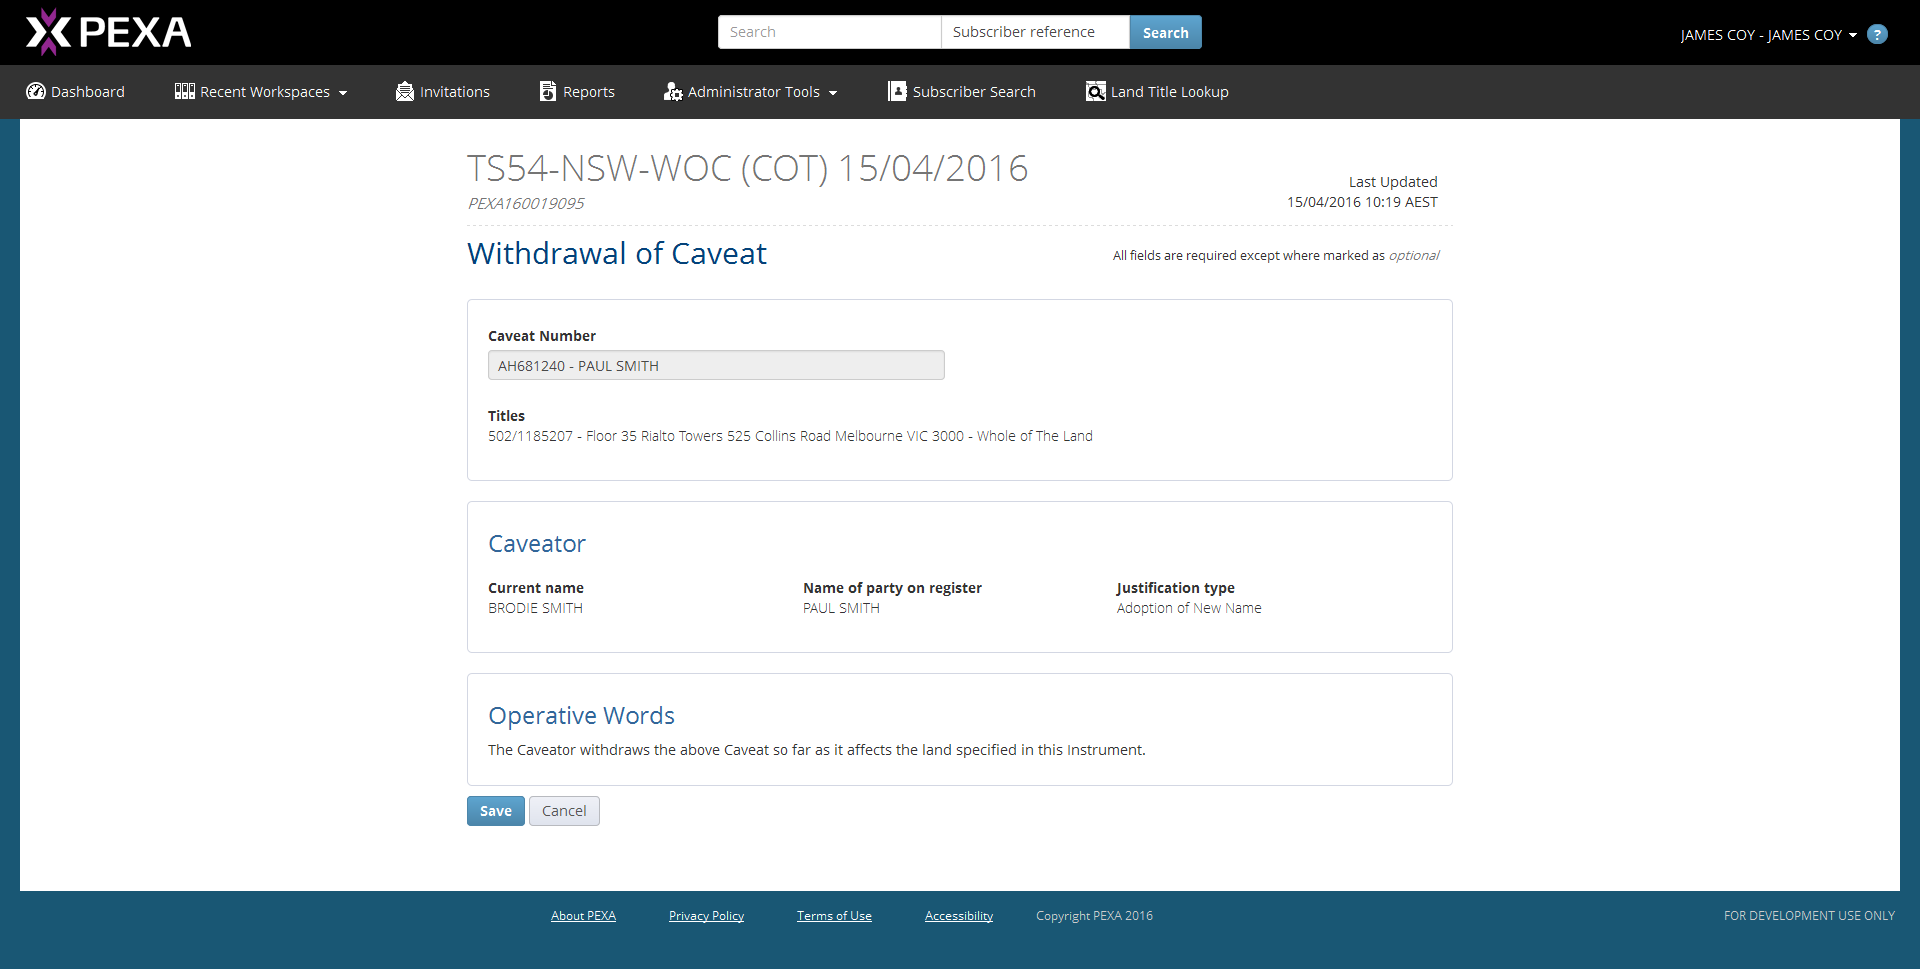 PEXA
Search
Subscriber reference
Search
JAMES COY - JAMES COY
?
Dashboard
Recent Workspaces
Invitations
Reports
Administrator Tools
Subscriber Search
Land Title Lookup
TS54-NSW-WOC (COT) 15/04/2016
PEXA160019095
Last Updated
15/04/2016 10:19 AEST
Withdrawal of Caveat
All fields are required except where marked as optional
Caveat Number
AH681240 - PAUL SMITH
Titles
502/1185207 - Floor 35 Rialto Towers 525 Collins Road Melbourne VIC 3000 - Whole of The Land
Caveator
Current name
BRODIE SMITH
Name of party on register
PAUL SMITH
Justification type
Adoption of New Name
Operative Words
The Caveator withdraws the above Caveat so far as it affects the land specified in this Instrument.
Save
Cancel
About PEXA
Privacy Policy
Terms of Use
Accessibility
Copyright PEXA 2016
FOR DEVELOPMENT USE ONLY